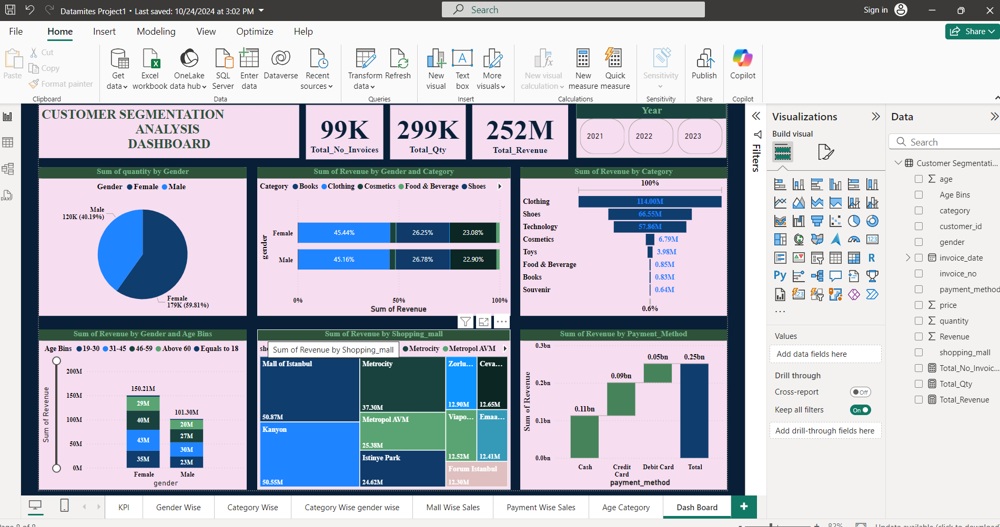 Datamites Project1 • Last saved: 10/24/2024 at 3:02 PM
Search
Sign in
File
Home
Insert
Modeling
View
Optimize
Help
Share
Paste
Cut
Copy
Format painter
Clipboard
Get data
Excel workbook
OneLake data hub
SQL Server
Enter data
Dataverse
Recent sources
Data
Transform data
Refresh
Queries
New visual
Text box
More visuals
Insert
New visual calculation
New measure
Quick measure
Calculations
Sensitivity
Sensitivity
Publish
Share
Copilot
Copilot
CUSTOMER SEGMENTATION
ANALYSIS
DASHBOARD
99K
Total_No_Invoices
299K
Total_Qty
252M
Total_Revenue
Year
2021
2022
2023
Sum of quantity by Gender
Gender Female Male
Male
120K (40.19%)
Female
179K (59.81%)
Sum of Revenue by Gender and Category
Category Books Clothing Cosmetics Food & Beverage Shoes
gender
Female
45.44% 26.25% 23.08%
Male
45.16% 26.78% 22.90%
0% 50% 100%
Sum of Revenue
Sum of Revenue by Category
100%
Clothing 114.00M
Shoes 66.55M
Technology 57.86M
Cosmetics 6.79M
Toys 3.98M
Food & Beverage 0.85M
Books 0.83M
Souvenir 0.64M
0.6%
Sum of Revenue by Gender and Age Bins
Age Bins 19-30 31-45 46-59 Above 60 Equals to 18
Sum of Revenue
200M
150M
100M
50M
0M
150.21M
29M
40M
43M
35M
101.30M
20M
27M
30M
23M
Female Male
gender
Sum of Revenue by Shopping_mall
Sum of Revenue by Shopping_mall
Metrocity Metropol AVM
Mall of Istanbul
50.87M
Kanyon
50.55M
Metrocity
37.30M
Metropol AVM
25.38M
Istinye Park
24.62M
Zorlu...
12.90M
Ceva...
12.65M
Viapo...
12.52M
Emaa...
12.41M
Forum Istanbul
12.30M
Sum of Revenue by Payment_Method
Sum of Revenue
0.3bn
0.2bn
0.1bn
0.0bn
0.11bn
0.09bn
0.05bn
0.25bn
Cash
Credit Card
Debit Card
Total
payment_method
Filters
Visualizations
Build visual
123
R
Py
123
...
Values
Add data fields here
Drill through
Cross-report
Off
Keep all filters
On
Add drill-through fields here
Data
Search
Customer Segmentati...
age
Age Bins
category
customer_id
gender
invoice_date
invoice_no
payment_method
price
quantity
Revenue
shopping_mall
Total_No_Invoic...
Total_Qty
Total_Revenue
KPI
Gender Wise
Category Wise
Category Wise gender wise
Mall Wise Sales
Payment Wise Sales
Age Category
Dash Board
+
82%